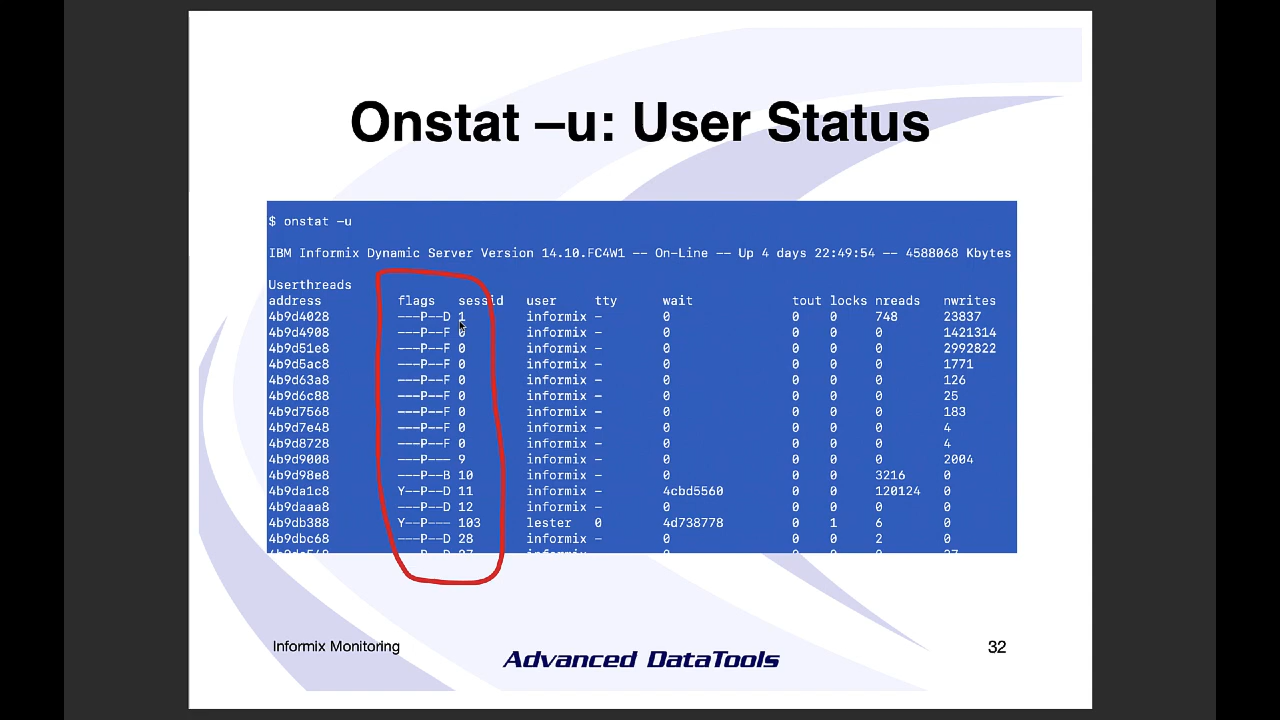 Onstat –u: User Status
$ onstat –u
IBM Informix Dynamic Server Version 14.10.FC4W1 –– On–Line –– Up 4 days 22:49:54 –– 4588068 Kbytes
Userthreads
address flags sessid user tty wait tout locks nreads nwrites
4b9d4028 –––P––D 1 informix – 0 0 0 748 23837
4b9d4908 –––P––F 0 informix – 0 0 0 0 1421314
4b9d51e8 –––P––F 0 informix – 0 0 0 0 2992822
4b9d5ac8 –––P––F 0 informix – 0 0 0 0 1771
4b9d63a8 –––P––F 0 informix – 0 0 0 0 126
4b9d6c88 –––P––F 0 informix – 0 0 0 0 25
4b9d7568 –––P––F 0 informix – 0 0 0 0 183
4b9d7e48 –––P––F 0 informix – 0 0 0 0 4
4b9d8728 –––P––F 0 informix – 0 0 0 0 4
4b9d9008 –––P––– 9 informix – 0 0 0 0 2004
4b9d98e8 –––P––B 10 informix – 0 0 0 3216 0
4b9da1c8 Y––P––D 11 informix – 4cbd5560 0 0 120124 0
4b9daaa8 –––P––D 12 informix – 0 0 0 0 0
4b9db388 Y––P––– 103 lester 0 4d738778 0 1 6 0
4b9dbc68 –––P––D 28 informix – 0 0 0 2 0
Informix Monitoring
Advanced DataTools
32